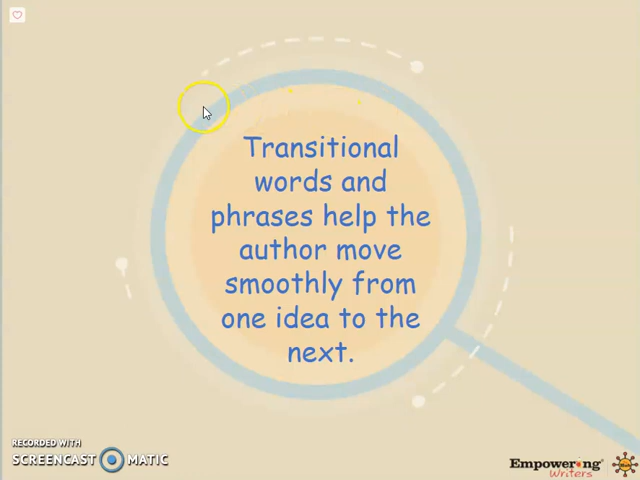 Transitional
words and
phrases help the
author move
smoothly from
one idea to the
next.
RECORDED WITH
SCREENCAST MATIC
Empowering
Writers